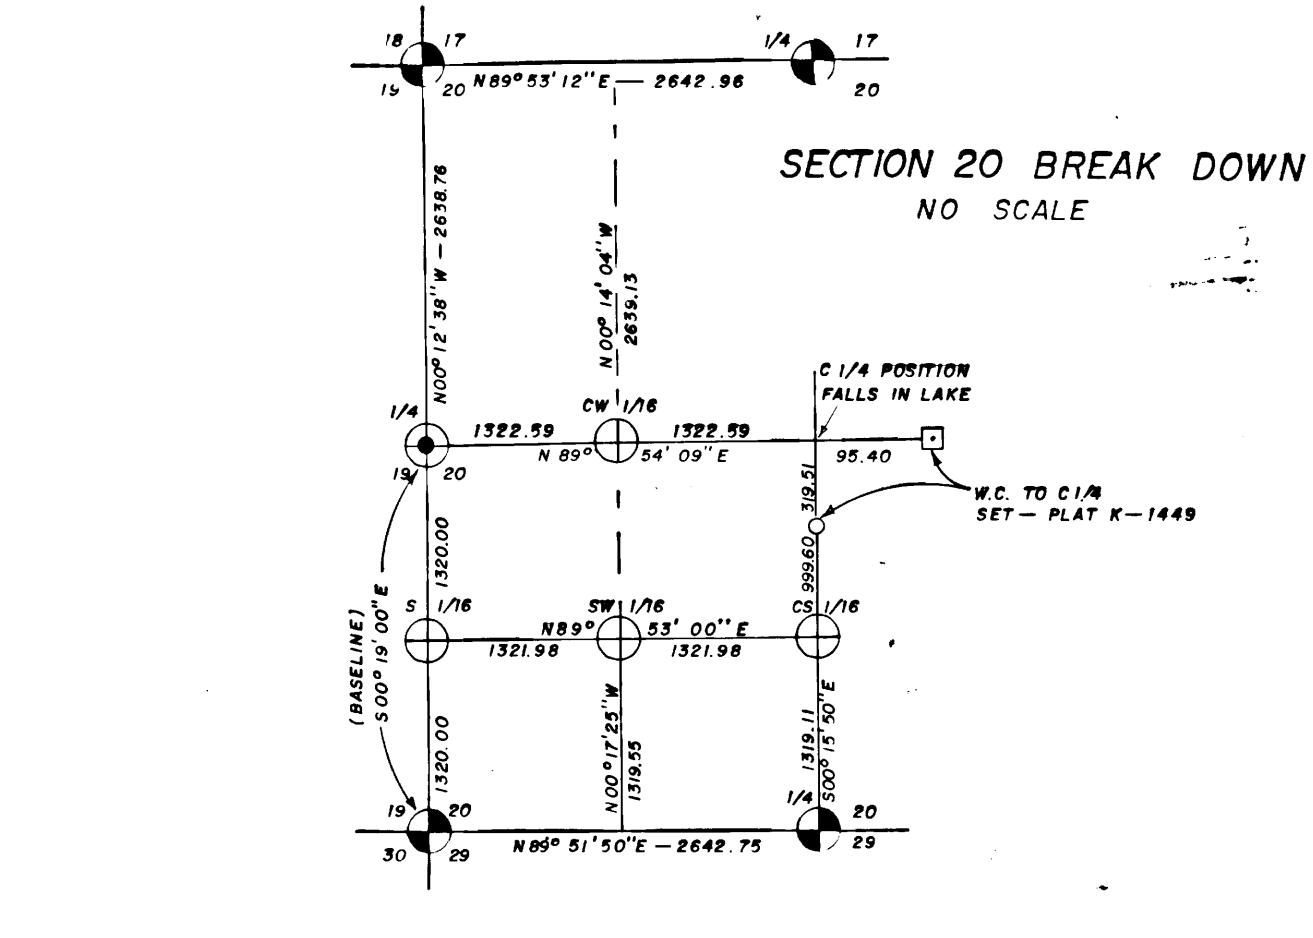 18 17
1/4 17
19 20 N89° 53' 12" E — 2642.96
20
SECTION 20 BREAK DOWN
NO SCALE
N00° 12' 38" W — 2638.76
N00° 14' 04" W
2639.13
C 1/4 POSITION
FALLS IN LAKE
1/4
CW 1/16
1322.59 1322.59
N 89° 54' 09" E
95.40
19 20
319.51
W.C. TO C 1/4
SET — PLAT K—1449
1320.00
999.60
S 1/16
SW 1/16
CS 1/16
N89° 53' 00" E
1321.98 1321.98
(BASELINE)
S00° 19' 00" E
1320.00
N00° 17' 25" W
1319.55
1319.11
S00° 15' 50" E
19 20
1/4 20
30 29
29
N89° 51' 50" E — 2642.75